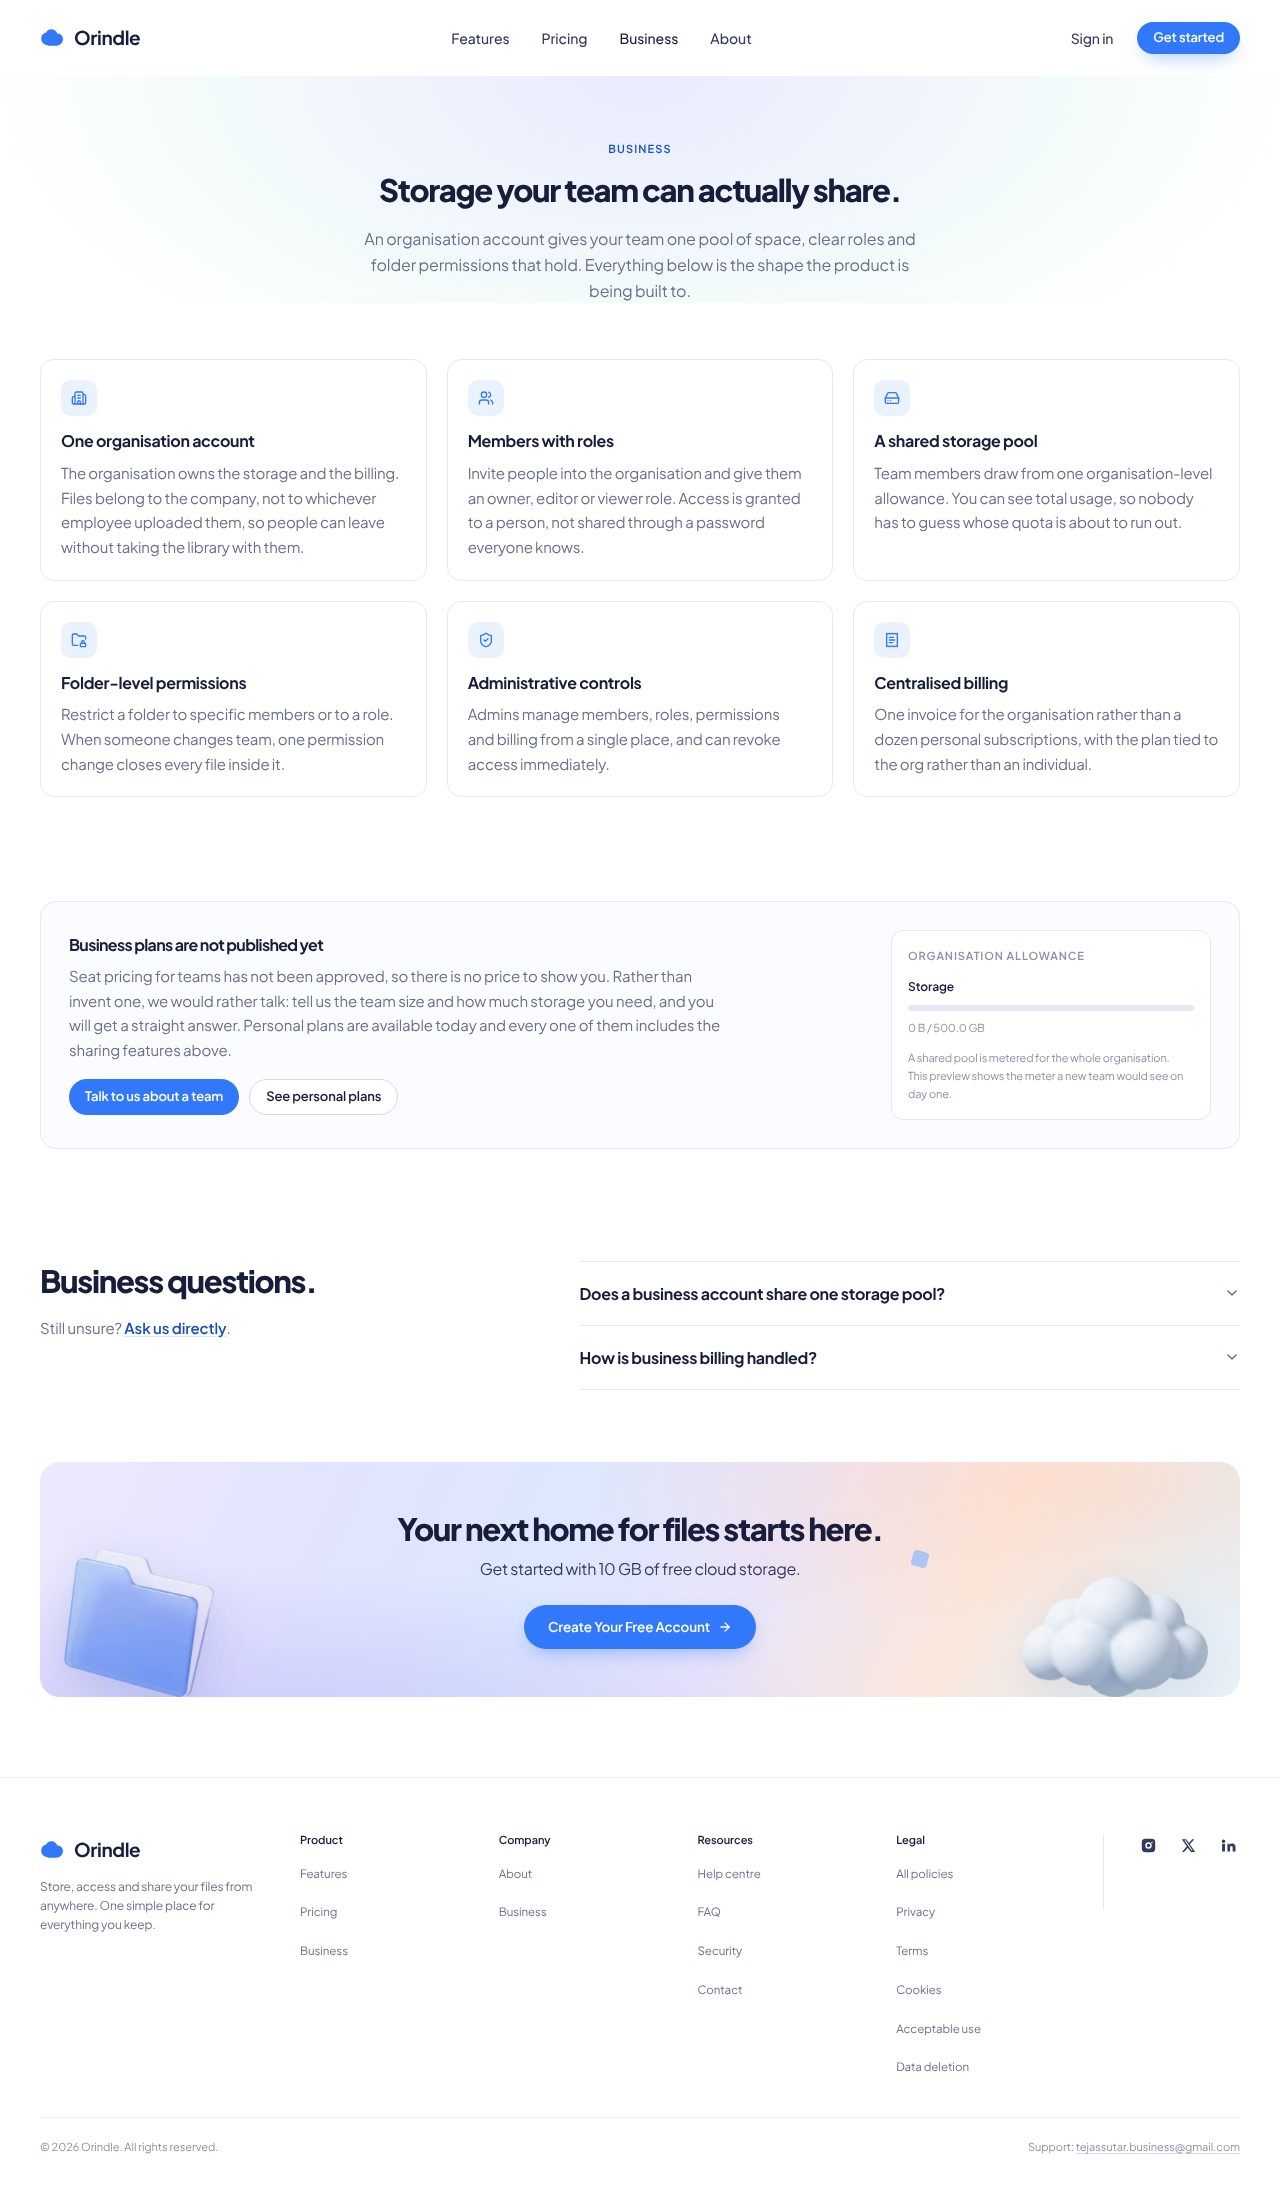 Orindle
Features
Pricing
Business
About
Sign in
Get started
BUSINESS
Storage your team can actually share.
An organisation account gives your team one pool of space, clear roles and
folder permissions that hold. Everything below is the shape the product is
being built to.
One organisation account
The organisation owns the storage and the billing.
Files belong to the company, not to whichever
employee uploaded them, so people can leave
without taking the library with them.
Members with roles
Invite people into the organisation and give them
an owner, editor or viewer role. Access is granted
to a person, not shared through a password
everyone knows.
A shared storage pool
Team members draw from one organisation-level
allowance. You can see total usage, so nobody
has to guess whose quota is about to run out.
Folder-level permissions
Restrict a folder to specific members or to a role.
When someone changes team, one permission
change closes every file inside it.
Administrative controls
Admins manage members, roles, permissions
and billing from a single place, and can revoke
access immediately.
Centralised billing
One invoice for the organisation rather than a
dozen personal subscriptions, with the plan tied to
the org rather than an individual.
Business plans are not published yet
Seat pricing for teams has not been approved, so there is no price to show you. Rather than
invent one, we would rather talk: tell us the team size and how much storage you need, and you
will get a straight answer. Personal plans are available today and every one of them includes the
sharing features above.
Talk to us about a team
See personal plans
ORGANISATION ALLOWANCE
Storage
0 B / 500.0 GB
A shared pool is metered for the whole organisation.
This preview shows the meter a new team would see on
day one.
Business questions.
Still unsure? Ask us directly.
Does a business account share one storage pool?
How is business billing handled?
Your next home for files starts here.
Get started with 10 GB of free cloud storage.
Create Your Free Account
Orindle
Store, access and share your files from
anywhere. One simple place for
everything you keep.
Product
Features
Pricing
Business
Company
About
Business
Resources
Help centre
FAQ
Security
Contact
Legal
All policies
Privacy
Terms
Cookies
Acceptable use
Data deletion
© 2026 Orindle. All rights reserved.
Support: tejassutar.business@gmail.com